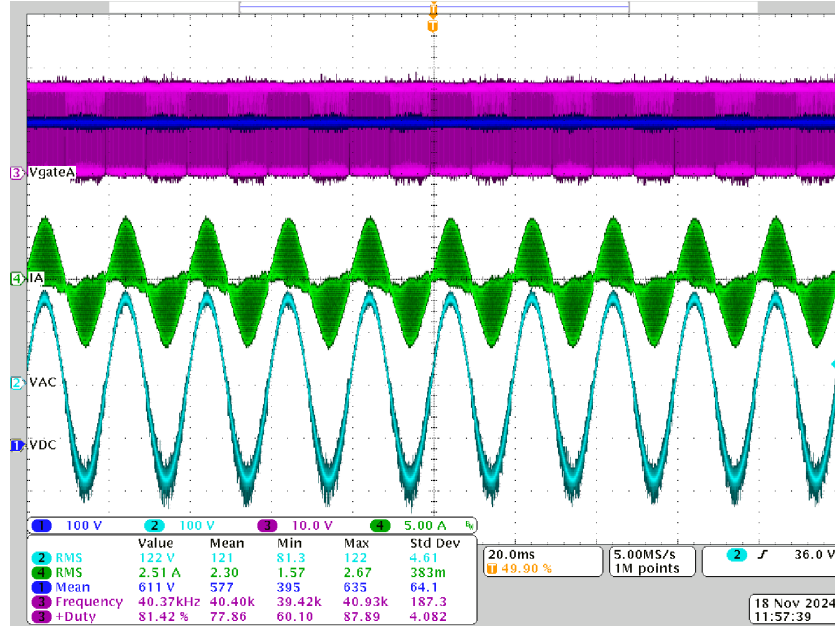 T
T
3 VgateA
4 IA
2 VAC
1 VDC
1 100 V 2 100 V 3 10.0 V 4 5.00 A BW
Value Mean Min Max Std Dev
2 RMS 122 V 121 81.3 122 4.61
4 RMS 2.51 A 2.30 1.57 2.67 383m
1 Mean 611 V 577 395 635 64.1
3 Frequency 40.37kHz 40.40k 39.42k 40.93k 187.3
3 +Duty 81.42 % 77.86 60.10 87.89 4.082
20.0ms
T 49.90 %
5.00MS/s
1M points
2 36.0 V
18 Nov 2024
11:57:39